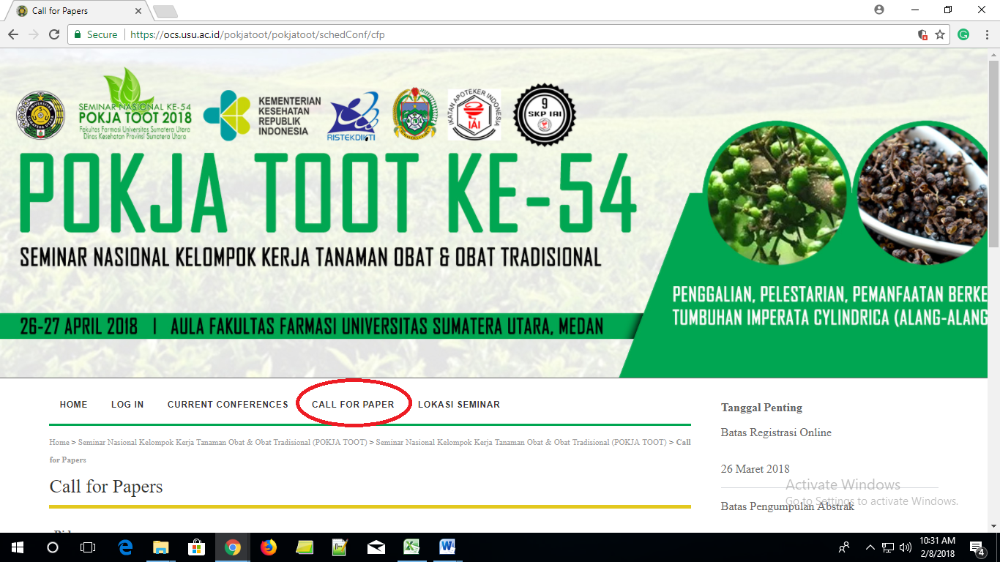 Call for Papers
Secure
https://ocs.usu.ac.id/pokjatoot/pokjatoot/schedConf/cfp
SEMINAR NASIONAL KE-54
POKJA TOOT 2018
Fakultas Farmasi Universitas Sumatera Utara
Dinas Kesehatan Provinsi Sumatera Utara
KEMENTERIAN
KESEHATAN
REPUBLIK
INDONESIA
RISTEKDIKTI
IKATAN APOTEKER INDONESIA
IAI
9
SKP IAI
POKJA TOOT KE-54
SEMINAR NASIONAL KELOMPOK KERJA TANAMAN OBAT & OBAT TRADISIONAL
26-27 APRIL 2018 | AULA FAKULTAS FARMASI UNIVERSITAS SUMATERA UTARA, MEDAN
PENGGALIAN, PELESTARIAN, PEMANFAATAN BERKE
TUMBUHAN IMPERATA CYLINDRICA (ALANG-ALANG
HOME LOG IN CURRENT CONFERENCES CALL FOR PAPER LOKASI SEMINAR
Home > Seminar Nasional Kelompok Kerja Tanaman Obat & Obat Tradisional (POKJA TOOT) > Seminar Nasional Kelompok Kerja Tanaman Obat & Obat Tradisional (POKJA TOOT) > Call
for Papers
Call for Papers
Tanggal Penting
Batas Registrasi Online
26 Maret 2018
Batas Pengumpulan Abstrak
Activate Windows
Go to Settings to activate Windows.
10:31 AM
2/8/2018
4